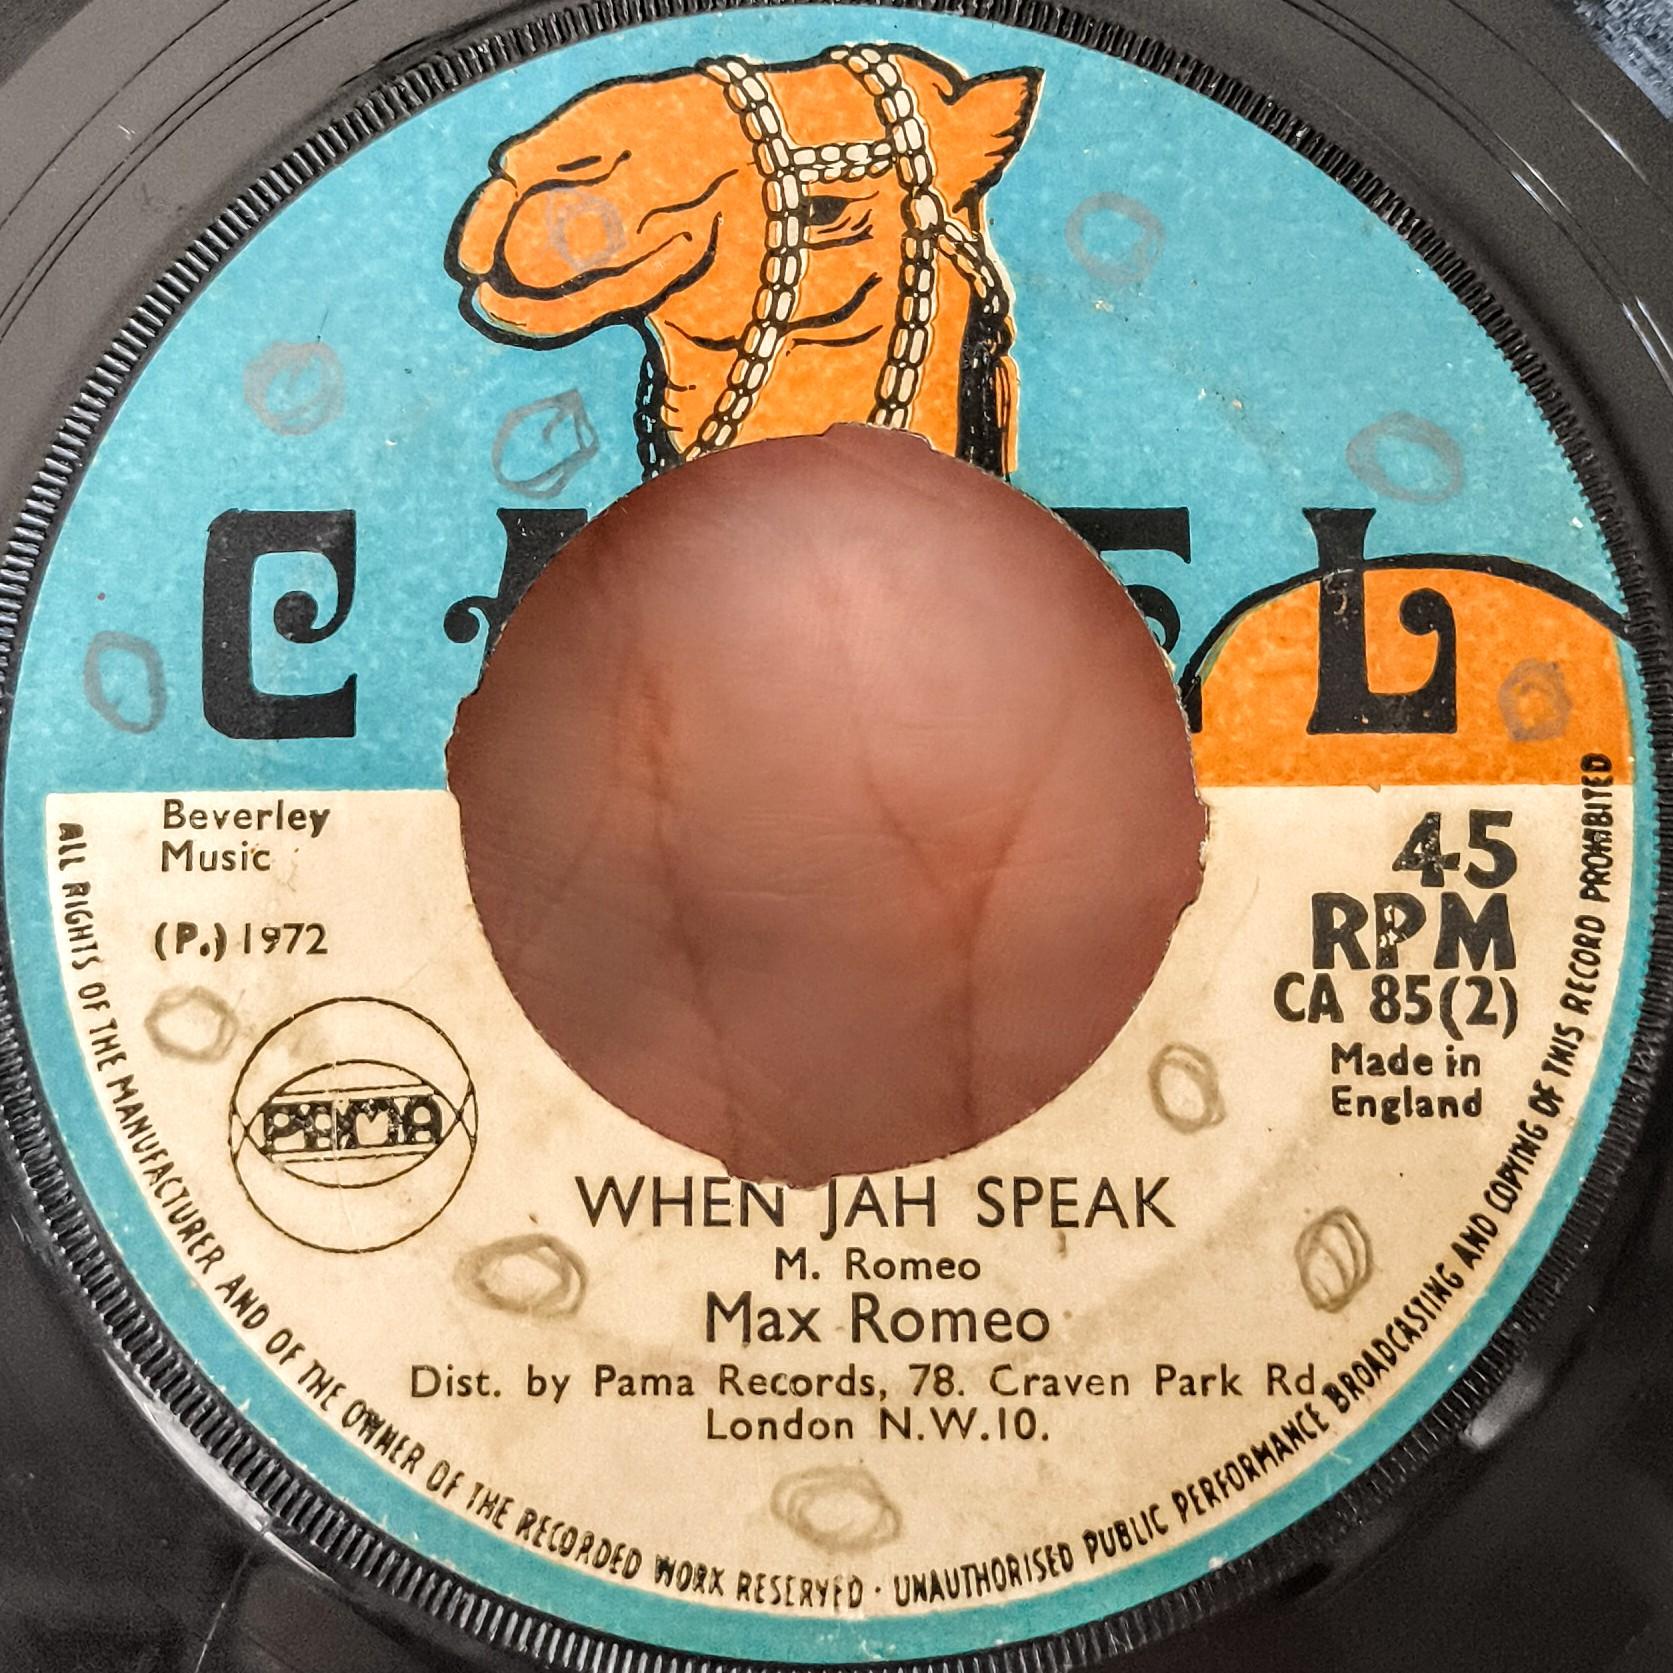 C L
Beverley
Music
(P.) 1972
PAMA
45
RPM
CA 85(2)
Made in
England
WHEN JAH SPEAK
M. Romeo
Max Romeo
Dist. by Pama Records, 78. Craven Park Rd.
London N.W.10.
ALL RIGHTS OF THE MANUFACTURER AND OF THE OWNER OF THE RECORDED WORK RESERVED · UNAUTHORISED PUBLIC PERFORMANCE BROADCASTING AND COPYING OF THIS RECORD PROHIBITED